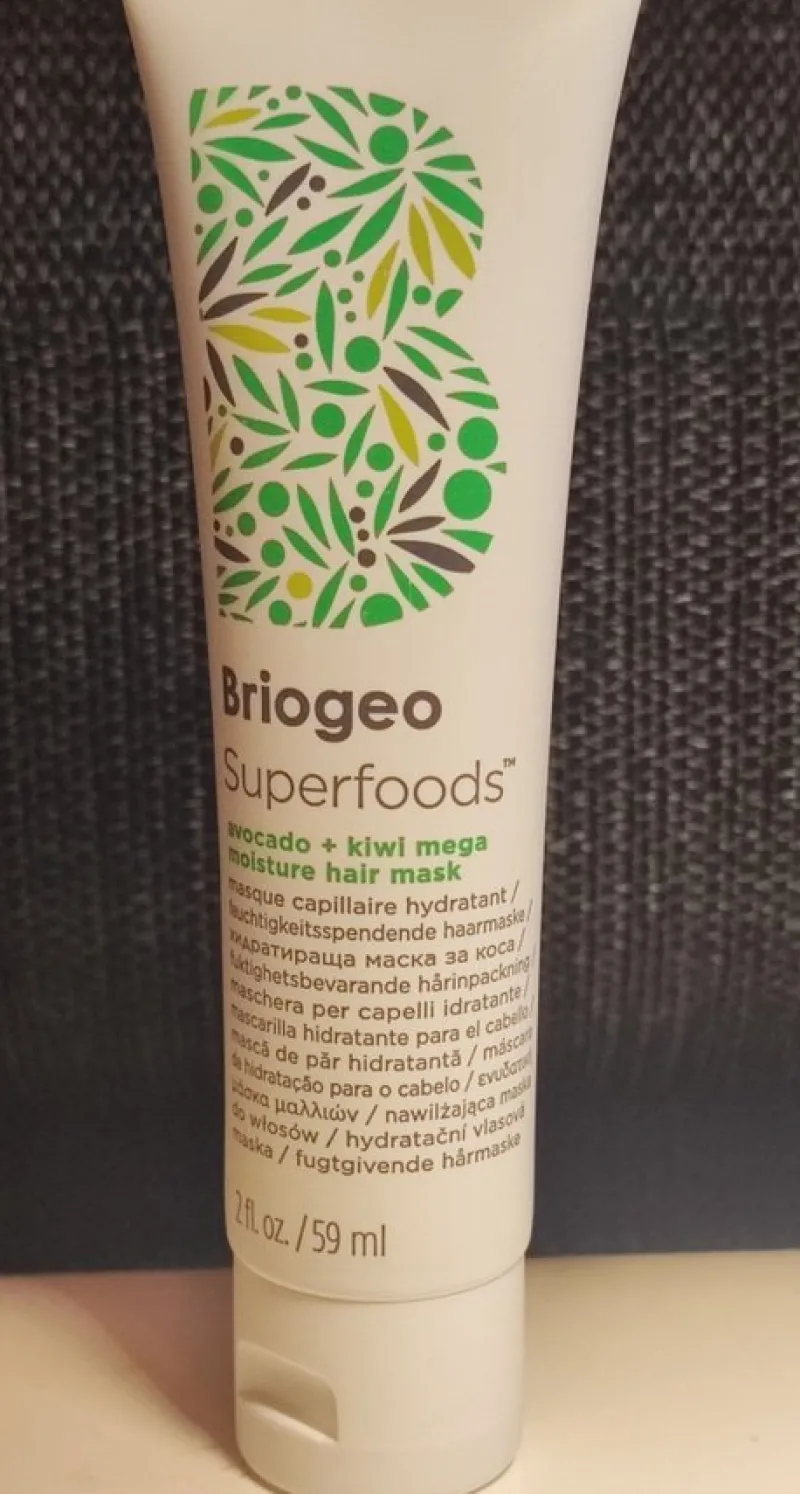 B
Briogeo
Superfoods™
avocado + kiwi mega
moisture hair mask
masque capillaire hydratant /
feuchtigkeitsspendende haarmaske /
хидратираща маска за коса /
fuktighetsbevarande hårinpackning /
maschera per capelli idratante /
mascarilla hidratante para el cabello /
mască de păr hidratantă / máscara
de hidratação para o cabelo / ενυδατική
μάσκα μαλλιών / nawilżająca maska
do włosów / hydratační vlasová
maska / fugtgivende hårmaske
2 fl. oz. / 59 ml